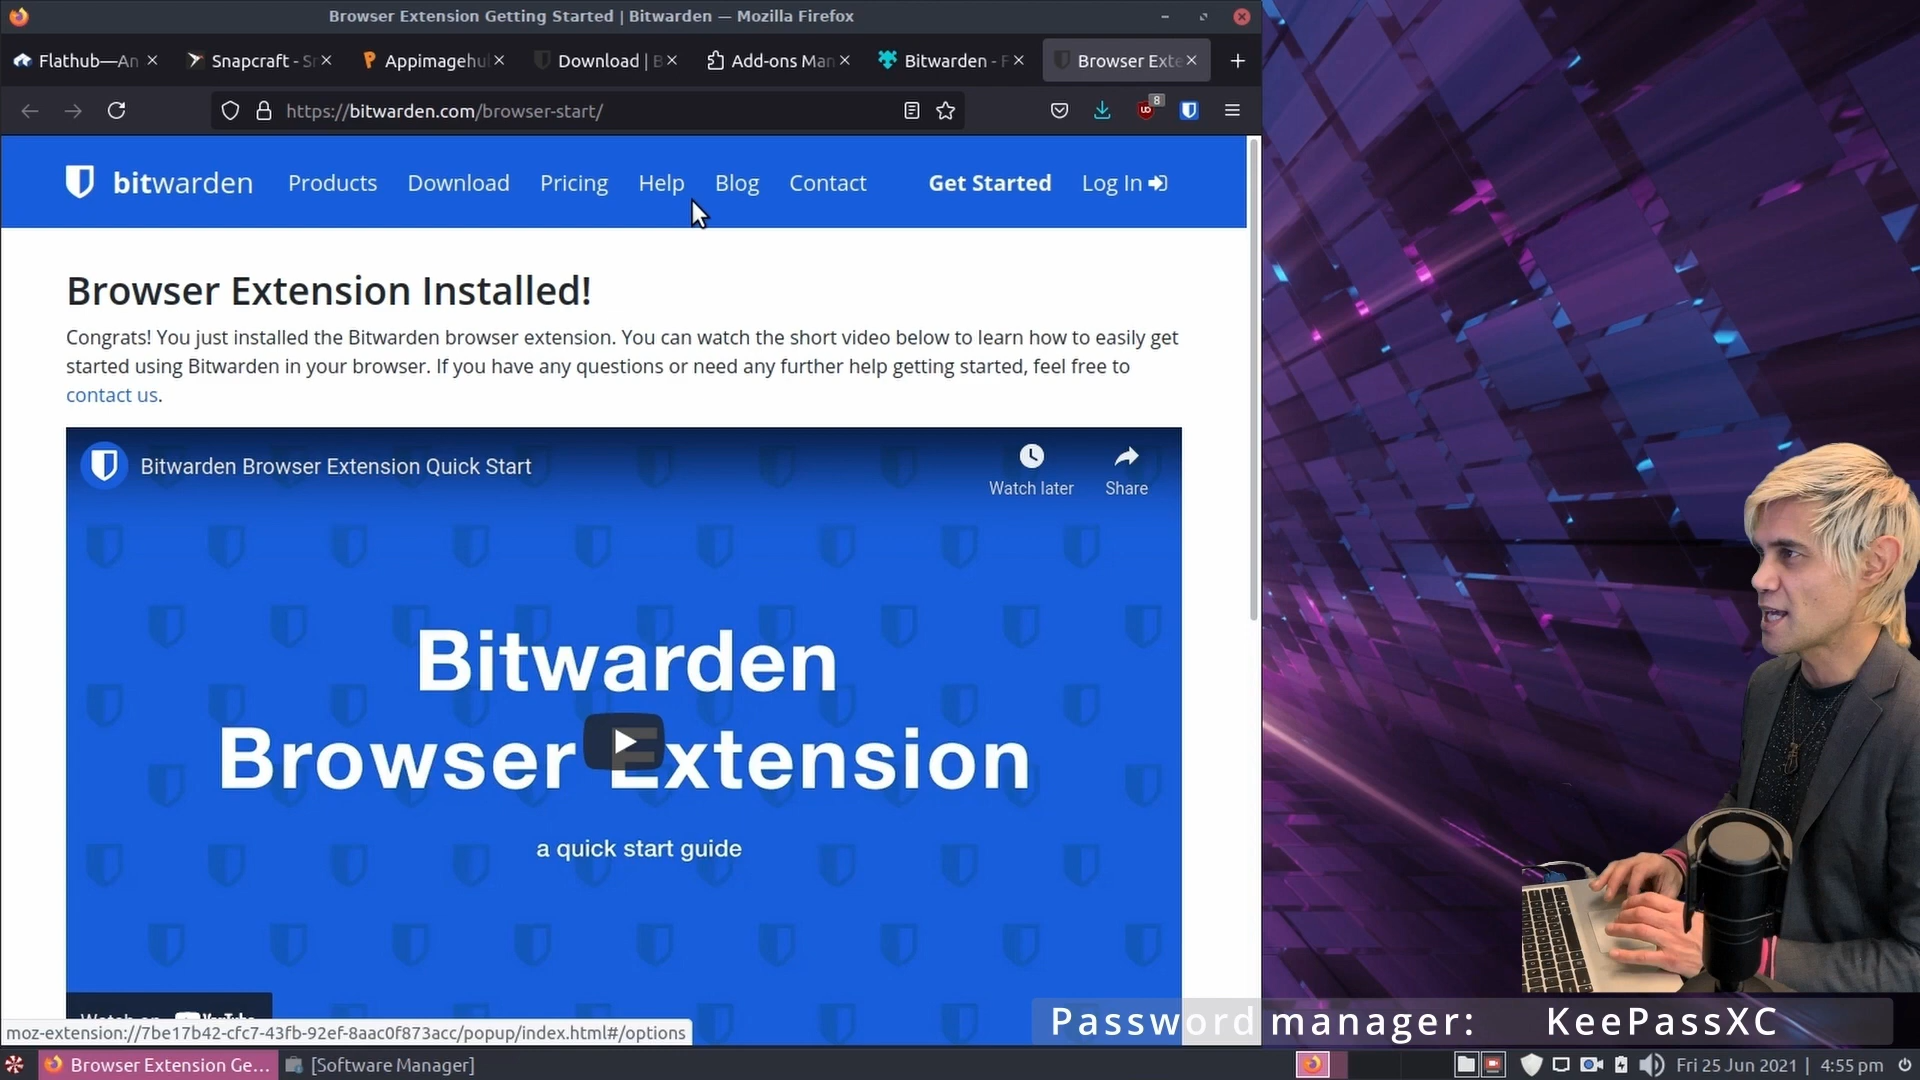 Browser Extension Getting Started | Bitwarden — Mozilla Firefox
Flathub—An
Snapcraft - Sn
Appimagehu
Download | B
Add-ons Man
Bitwarden - F
Browser Exte
https://bitwarden.com/browser-start/
8
bitwarden
Products
Download
Pricing
Help
Blog
Contact
Get Started
Log In
Browser Extension Installed!
Congrats! You just installed the Bitwarden browser extension. You can watch the short video below to learn how to easily get
started using Bitwarden in your browser. If you have any questions or need any further help getting started, feel free to
contact us.
Bitwarden Browser Extension Quick Start
Watch later
Share
Bitwarden
Browser Extension
a quick start guide
Watch on YouTube
moz-extension://7be17b42-cfc7-43fb-92ef-8aac0f873acc/popup/index.html#/options
Password manager: KeePassXC
Browser Extension Ge...
[Software Manager]
Fri 25 Jun 2021 | 4:55 pm